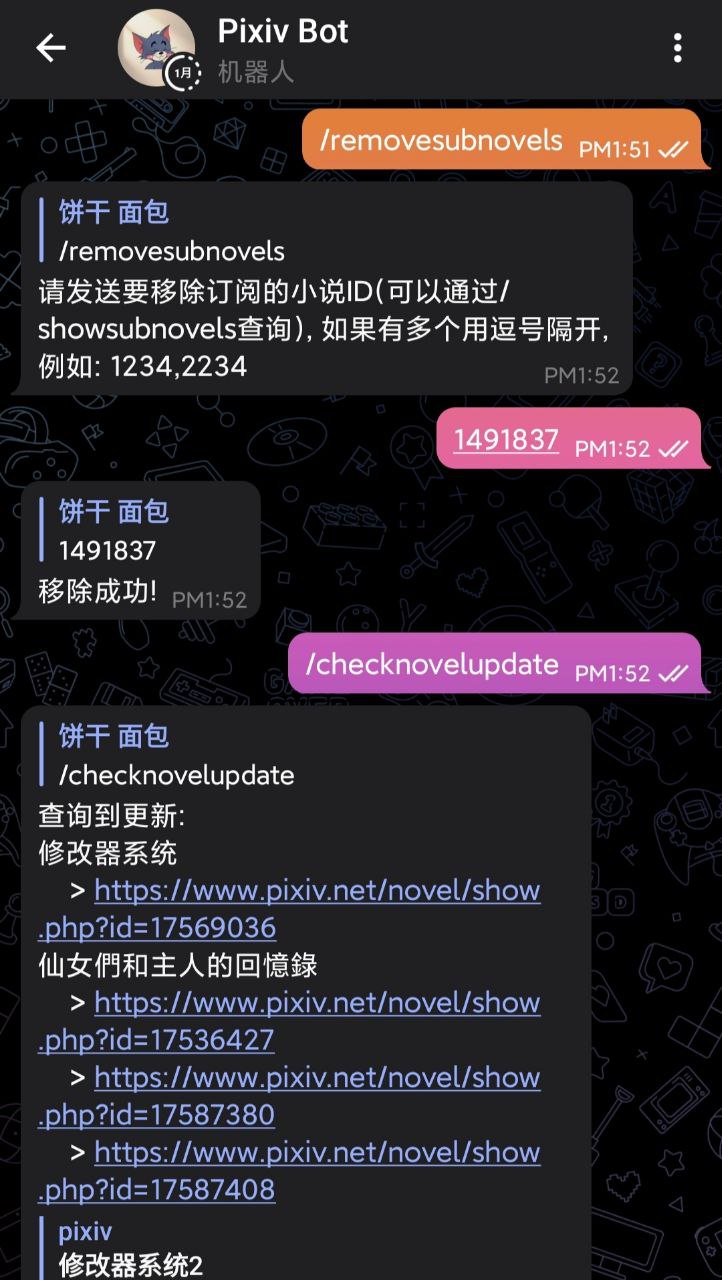 Pixiv Bot
1月
机器人
/removesubnovels PM1:51
饼干 面包
/removesubnovels
请发送要移除订阅的小说ID(可以通过/
showsubnovels查询), 如果有多个用逗号隔开,
例如: 1234,2234 PM1:52
1491837 PM1:52
饼干 面包
1491837
移除成功! PM1:52
/checknovelupdate PM1:52
饼干 面包
/checknovelupdate
查询到更新:
修改器系统
> https://www.pixiv.net/novel/show
.php?id=17569036
仙女們和主人的回憶錄
> https://www.pixiv.net/novel/show
.php?id=17536427
> https://www.pixiv.net/novel/show
.php?id=17587380
> https://www.pixiv.net/novel/show
.php?id=17587408
pixiv
修改器系统2